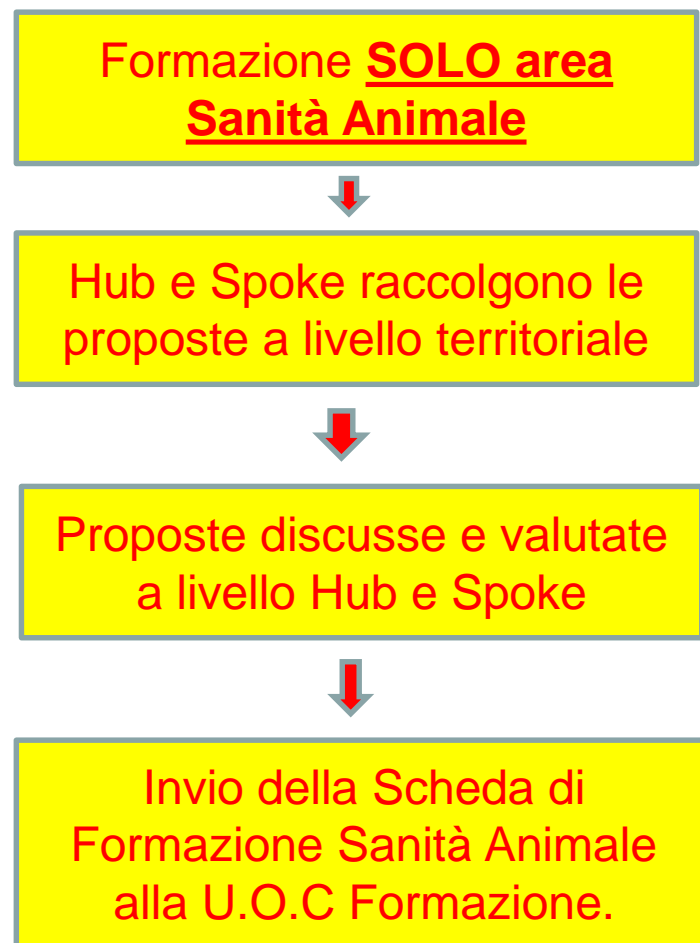 Formazione SOLO area
Sanità Animale
Hub e Spoke raccolgono le
proposte a livello territoriale
Proposte discusse e valutate
a livello Hub e Spoke
Invio della Scheda di
Formazione Sanità Animale
alla U.O.C Formazione.